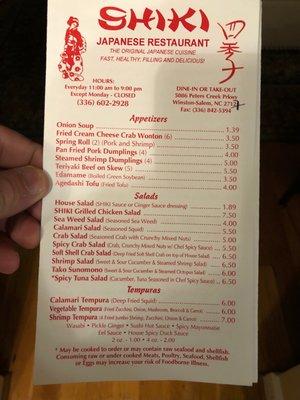 SHIKI
四季子
JAPANESE RESTAURANT
THE ORIGINAL JAPANESE CUISINE
FAST, HEALTHY, FILLING AND DELICIOUS!
HOURS:
Everyday 11:00 am to 9:00 pm
Except Monday - CLOSED
(336) 602-2928
DINE-IN OR TAKE-OUT
5086 Peters Creek Pkwy
Winston-Salem, NC 27127
Fax: (336) 842-5394
Appetizers
Onion Soup 1.39
Fried Cream Cheese Crab Wonton (6) 3.50
Spring Roll (2) (Pork and Shrimp) 3.50
Pan Fried Pork Dumplings (4) 4.00
Steamed Shrimp Dumplings (4) 5.00
Teriyaki Beef on Skew (5) 5.50
Edamame (Boiled Green Soybean) 3.50
Agedashi Tofu (Fried Tofu) 4.00
Salads
House Salad (SHIKI Sauce or Ginger Sauce dressing) 1.89
SHIKI Grilled Chicken Salad 7.50
Sea Weed Salad (Seasoned Sea Weed) 4.00
Calamari Salad (Seasoned Squid) 5.50
Crab Salad (Seasoned Crab with Crunchy Mixed Nuts) 5.50
Spicy Crab Salad (Crab, Crunchy Mixed Nuts w/ Chef Spicy Sauce) 5.50
Soft Shell Crab Salad (Deep Fried Soft Shell Crab on Top of House Salad) 6.50
Shrimp Salad (Sweet & Sour Cucumber & Steamed Shrimp Salad) 6.50
Tako Sunomono (Sweet & Sour Cucumber & Steamed Octopus Salad) 6.00
*Spicy Tuna Salad (Cucumber, Tuna Seasoned in Chef Spicy Sauce) 6.50
Tempuras
Calamari Tempura (Deep Fried Squid) 6.00
Vegetable Tempura (Fried Zucchini, Onion, Mushroom, Broccoli & Carrot) 6.00
Shrimp Tempura (4 Fried Jumbo Shrimp, Zucchini, Onion & Carrot) 7.00
Wasabi • Pickle Ginger • Sushi Hot Sauce • Spicy Mayonnaise
Eel Sauce • House Spicy Duck Sauce
2 oz - 1.00 • 4 oz - 2.00
* May be cooked to order or may contain raw seafood and shellfish.
Consuming raw or under cooked Meats, Poultry, Seafood, Shellfish
or Eggs may increase your risk of Foodborne Illness.